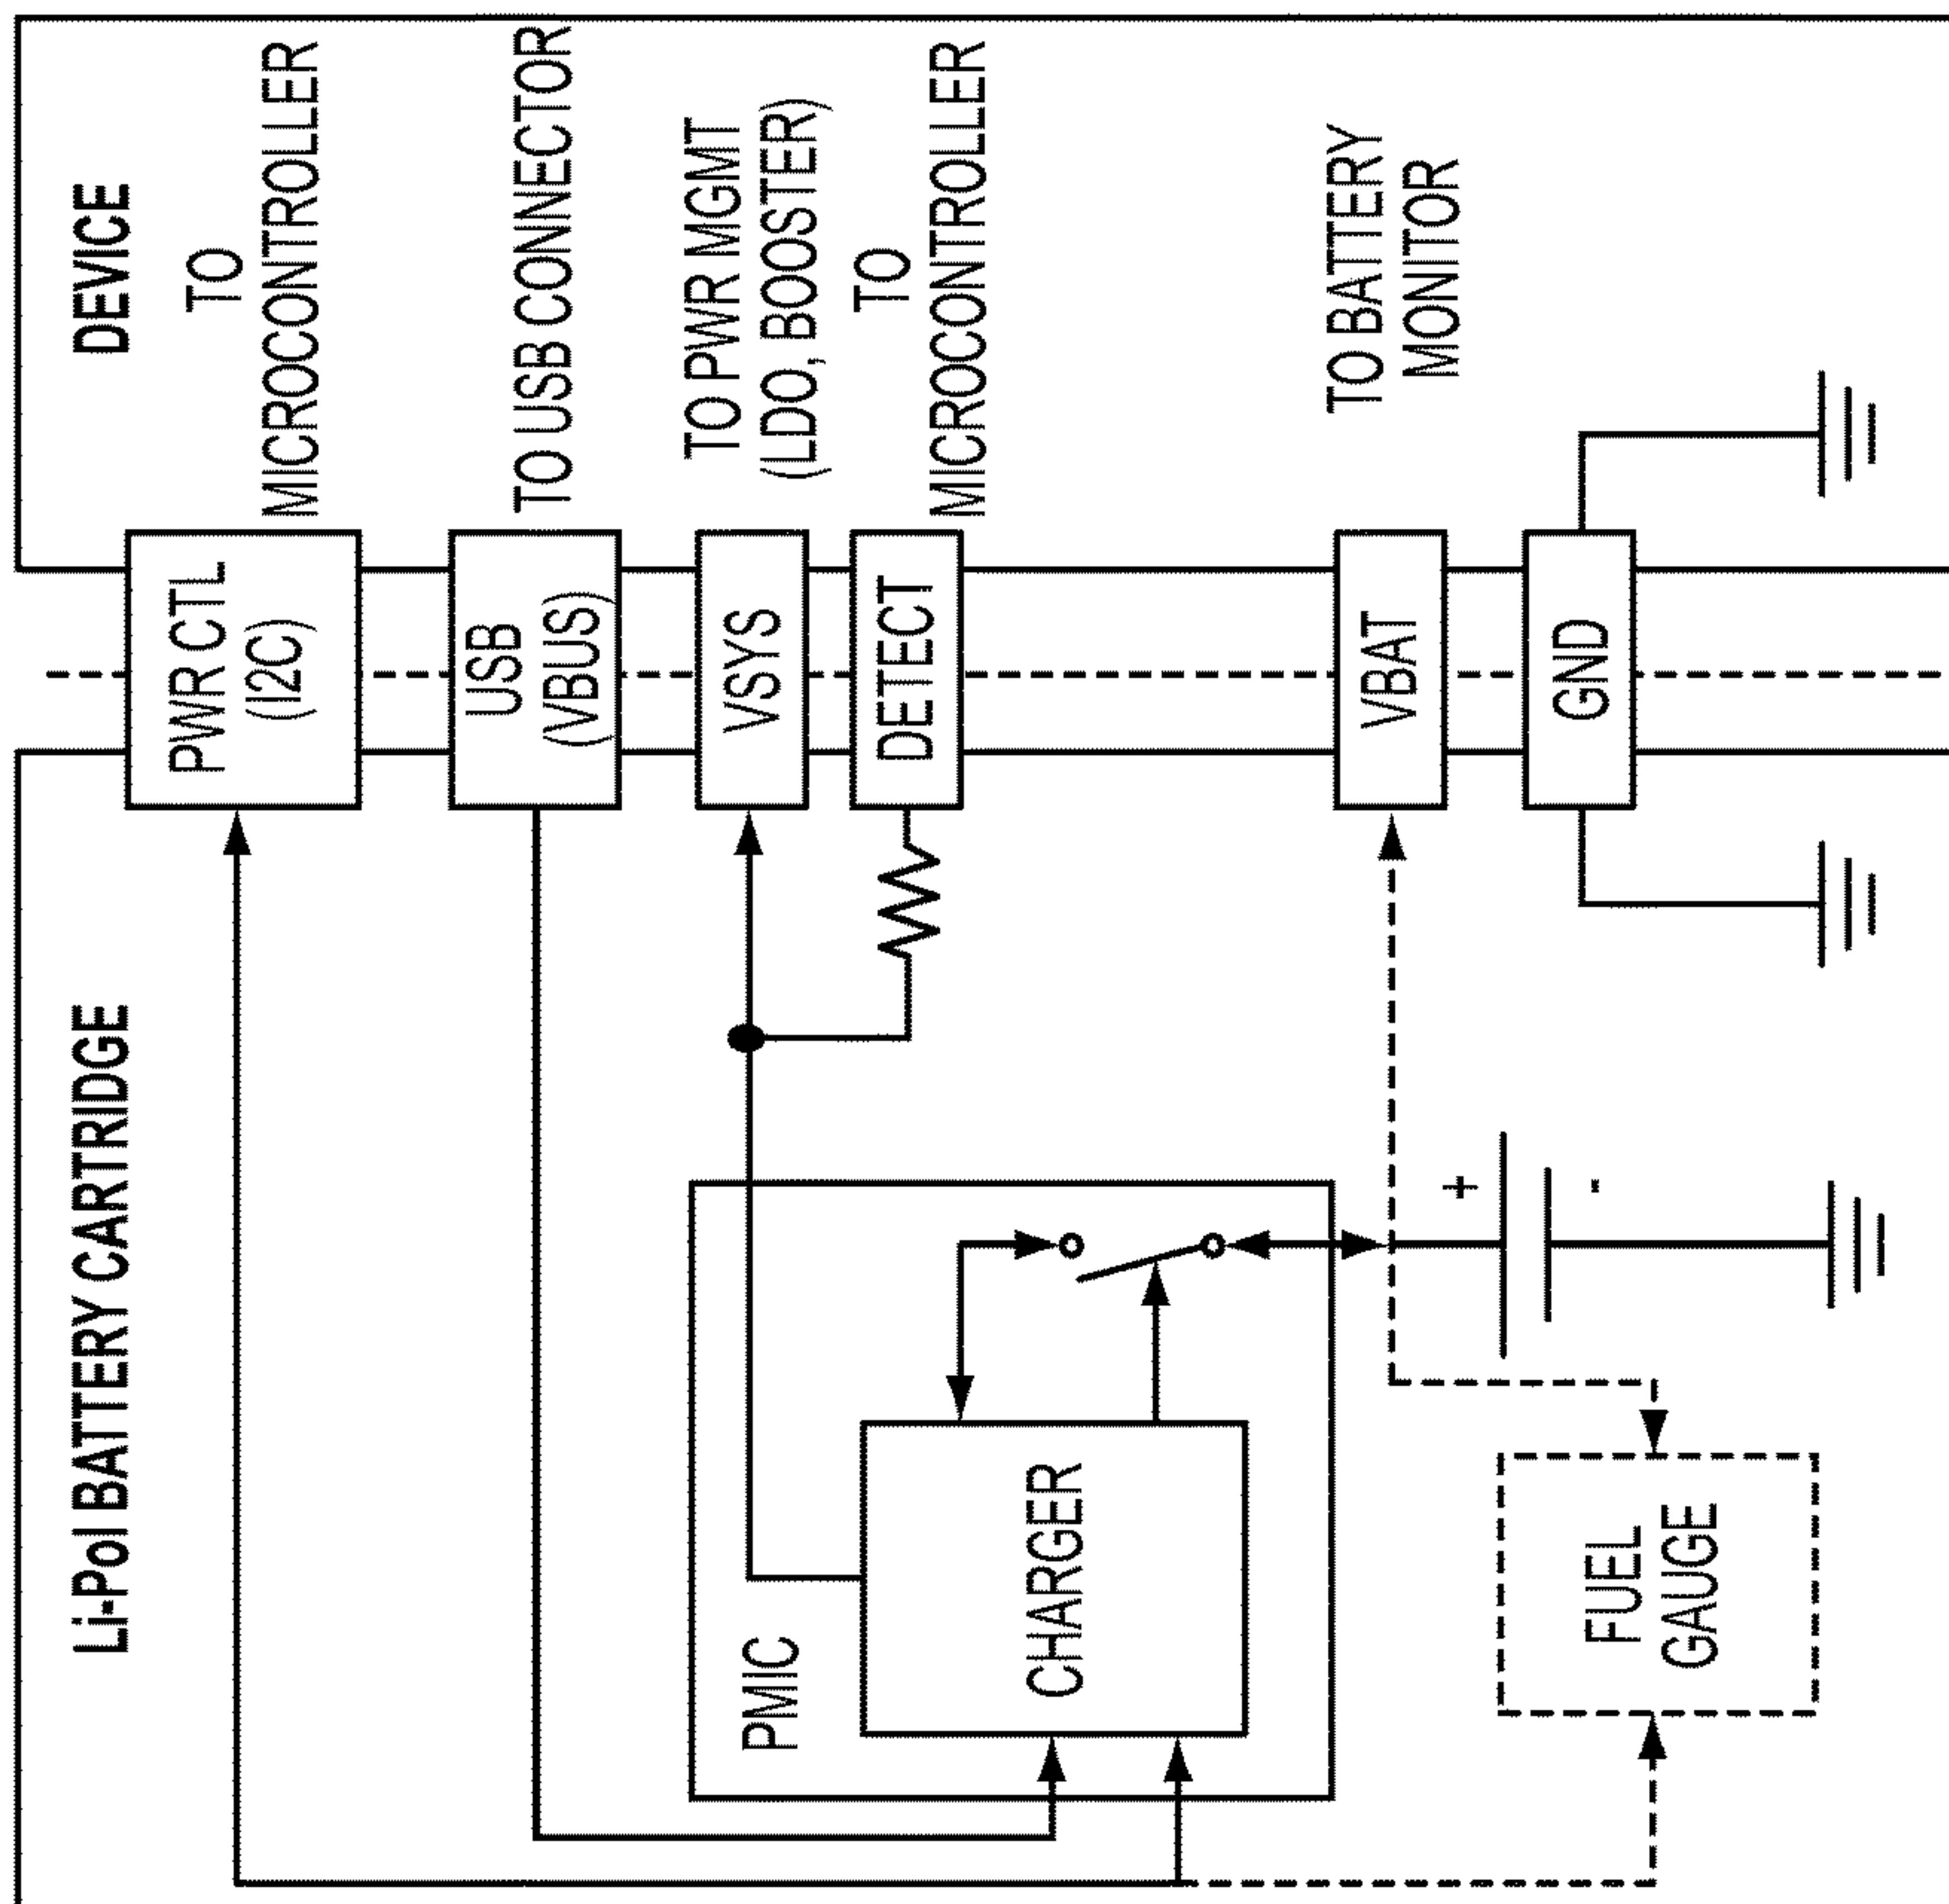 Li-Pol BATTERY CARTRIDGE
DEVICE
PWR CTL
(I2C)
TO
MICROCONTROLLER
USB
(VBUS)
TO USB CONNECTOR
PMIC
VSYS
TO PWR MGMT
(LDO, BOOSTER)
DETECT
TO
MICROCONTROLLER
CHARGER
VBAT
TO BATTERY
MONITOR
+
-
GND
FUEL
GAUGE